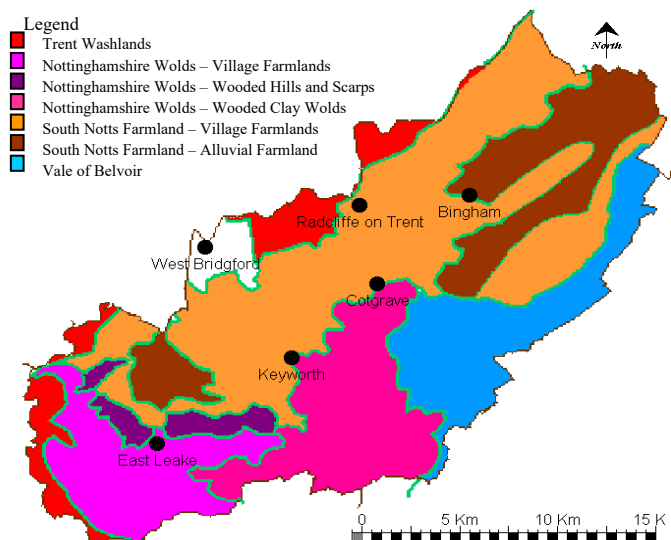 Legend
Trent Washlands
Nottinghamshire Wolds – Village Farmlands
Nottinghamshire Wolds – Wooded Hills and Scarps
Nottinghamshire Wolds – Wooded Clay Wolds
South Notts Farmland – Village Farmlands
South Notts Farmland – Alluvial Farmland
Vale of Belvoir
North
Radcliffe on Trent
Bingham
West Bridgford
Cotgrave
Keyworth
East Leake
0 5 Km 10 Km 15 K